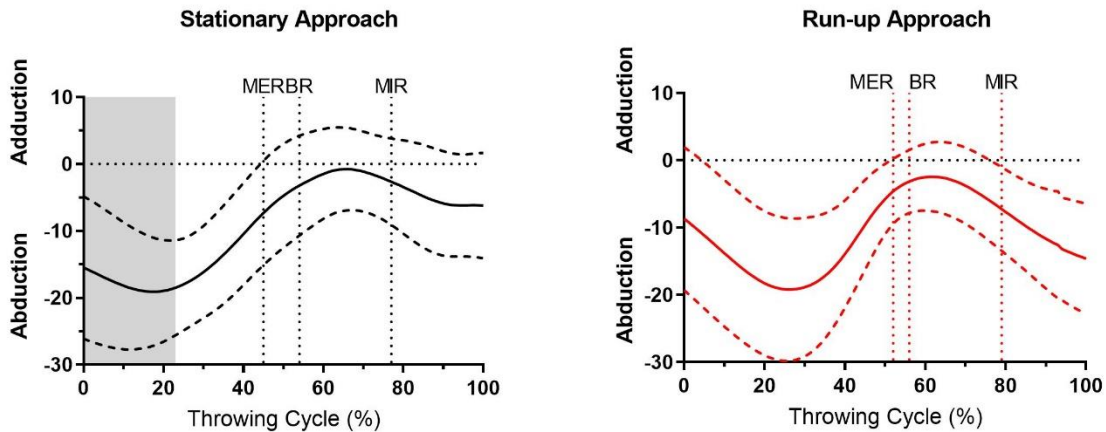 Stationary Approach
Adduction
Abduction
MER BR MIR
10
0
-10
-20
-30
0 20 40 60 80 100
Throwing Cycle (%)
Run-up Approach
Adduction
Abduction
MER BR MIR
10
0
-10
-20
-30
0 20 40 60 80 100
Throwing Cycle (%)